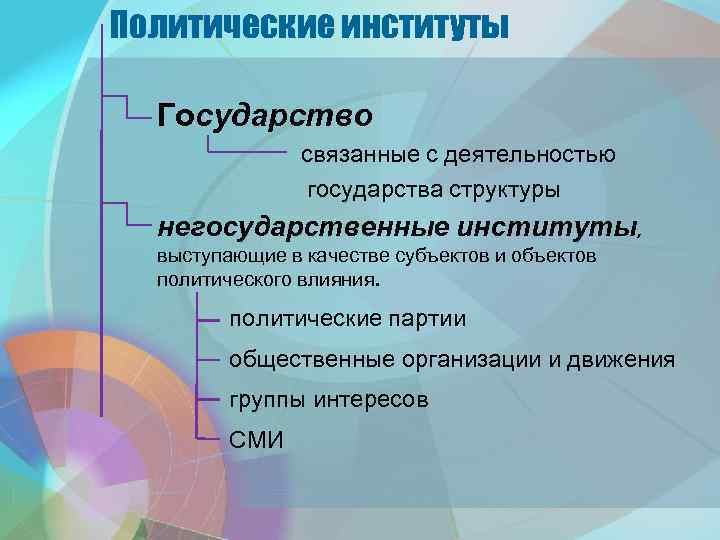 Политические институты
Государство
связанные с деятельностью
государства структуры
негосударственные институты,
выступающие в качестве субъектов и объектов
политического влияния.
политические партии
общественные организации и движения
группы интересов
СМИ